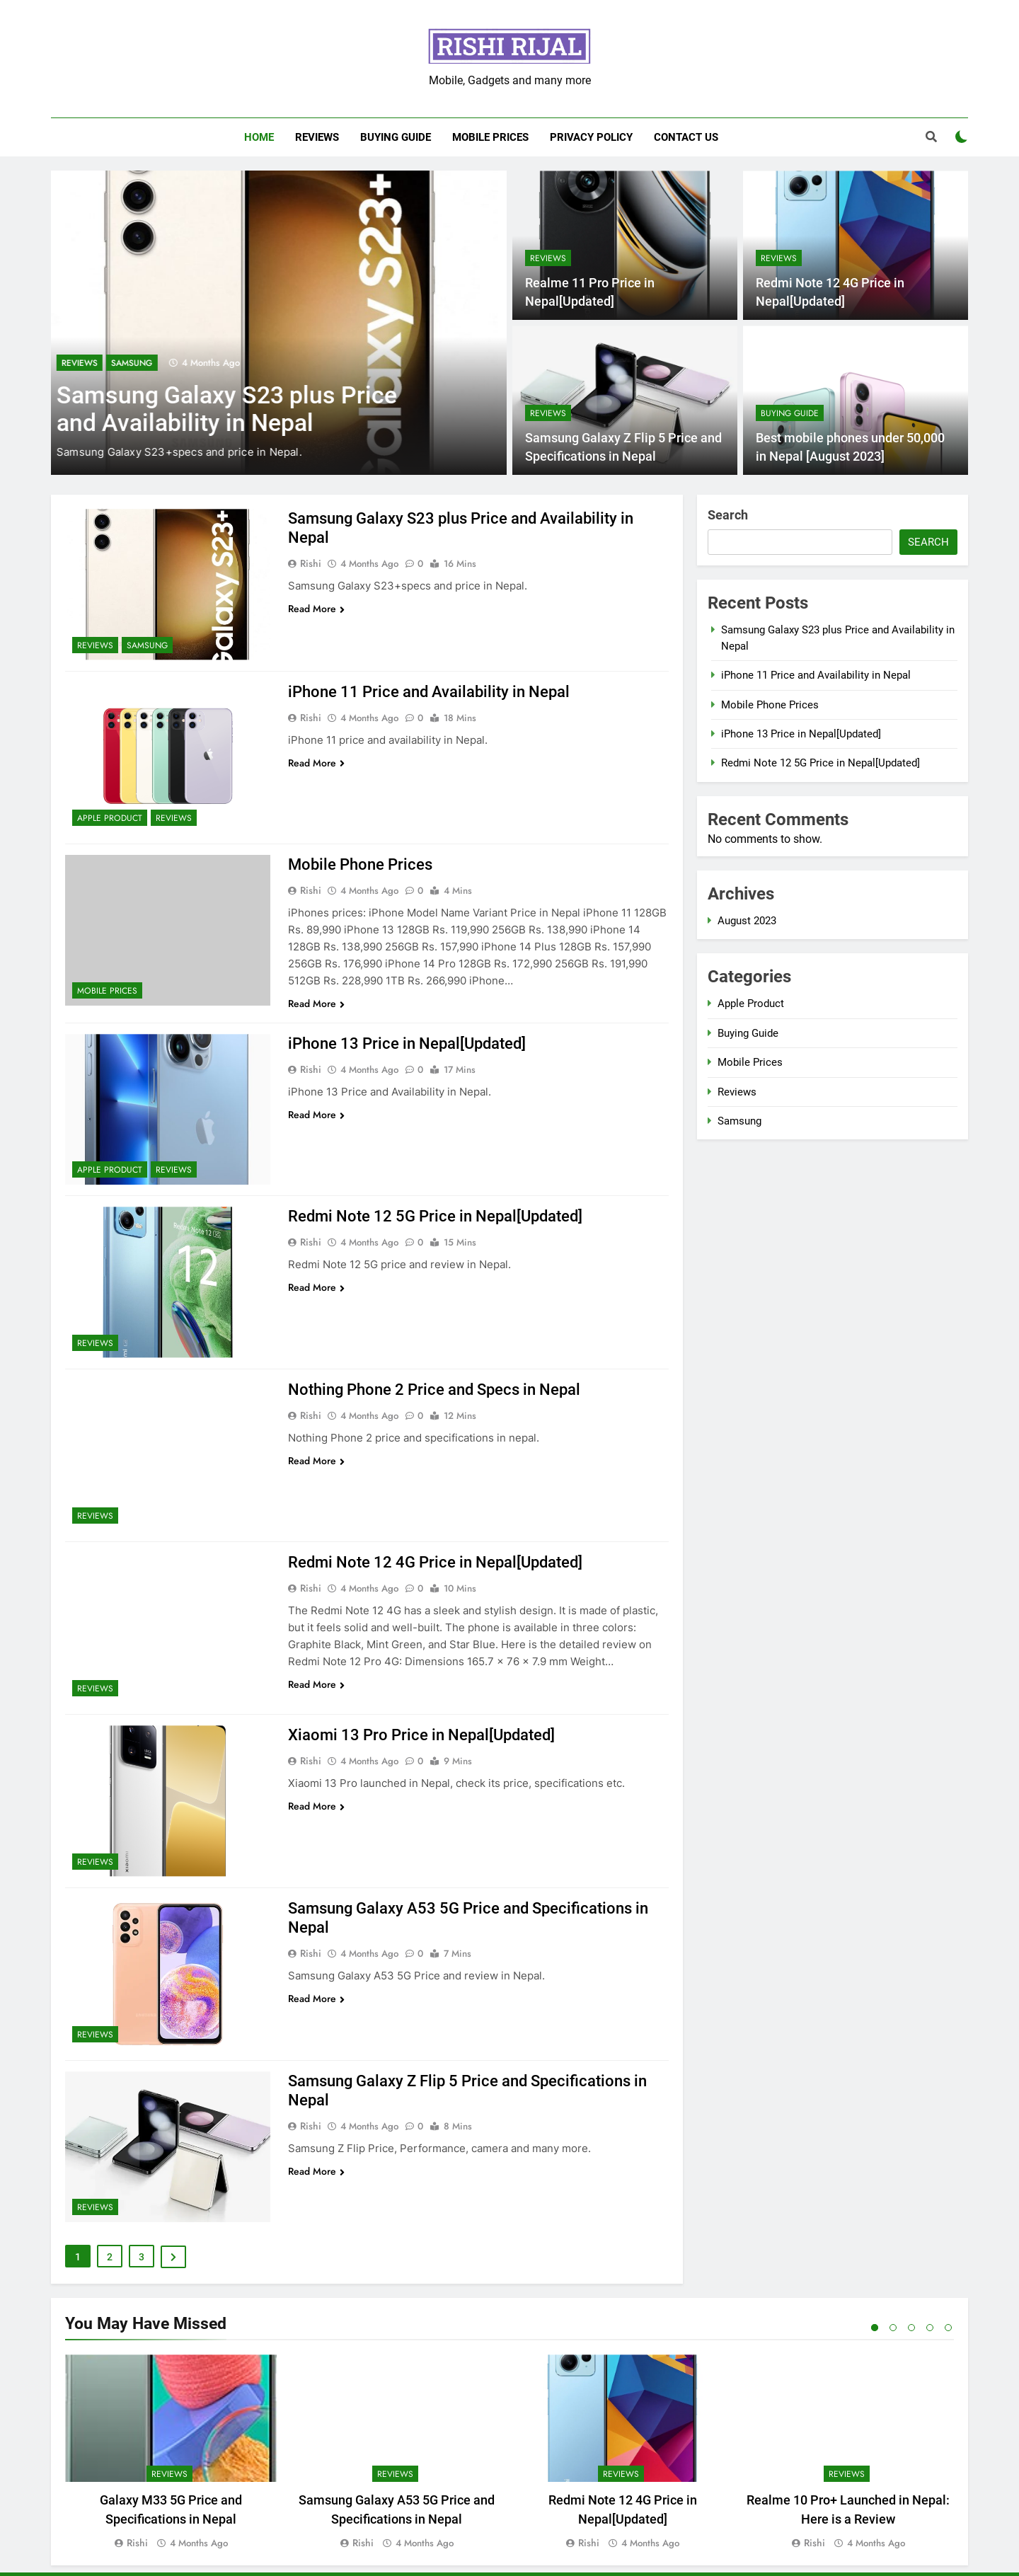 RISHI RIJAL
Mobile, Gadgets and many more
HOME REVIEWS BUYING GUIDE MOBILE PRICES PRIVACY POLICY CONTACT US
Galaxy S23+
REVIEWS SAMSUNG 4 Months Ago
Samsung Galaxy S23 plus Price
and Availability in Nepal
Samsung Galaxy S23+specs and price in Nepal.
REVIEWS
Realme 11 Pro Price in
Nepal[Updated]
REVIEWS
Redmi Note 12 4G Price in
Nepal[Updated]
REVIEWS
Samsung Galaxy Z Flip 5 Price and
Specifications in Nepal
BUYING GUIDE
Best mobile phones under 50,000
in Nepal [August 2023]
Galaxy S23+
REVIEWS SAMSUNG
Samsung Galaxy S23 plus Price and Availability in
Nepal
Rishi 4 Months Ago 0 16 Mins
Samsung Galaxy S23+specs and price in Nepal.
Read More
APPLE PRODUCT REVIEWS
iPhone 11 Price and Availability in Nepal
Rishi 4 Months Ago 0 18 Mins
iPhone 11 price and availability in Nepal.
Read More
MOBILE PRICES
Mobile Phone Prices
Rishi 4 Months Ago 0 4 Mins
iPhones prices: iPhone Model Name Variant Price in Nepal iPhone 11 128GB
Rs. 89,990 iPhone 13 128GB Rs. 119,990 256GB Rs. 138,990 iPhone 14
128GB Rs. 138,990 256GB Rs. 157,990 iPhone 14 Plus 128GB Rs. 157,990
256GB Rs. 176,990 iPhone 14 Pro 128GB Rs. 172,990 256GB Rs. 191,990
512GB Rs. 228,990 1TB Rs. 266,990 iPhone...
Read More
APPLE PRODUCT REVIEWS
iPhone 13 Price in Nepal[Updated]
Rishi 4 Months Ago 0 17 Mins
iPhone 13 Price and Availability in Nepal.
Read More
Redmi Note 12 5G
12
REVIEWS
Redmi Note 12 5G Price in Nepal[Updated]
Rishi 4 Months Ago 0 15 Mins
Redmi Note 12 5G price and review in Nepal.
Read More
REVIEWS
Nothing Phone 2 Price and Specs in Nepal
Rishi 4 Months Ago 0 12 Mins
Nothing Phone 2 price and specifications in nepal.
Read More
REVIEWS
Redmi Note 12 4G Price in Nepal[Updated]
Rishi 4 Months Ago 0 10 Mins
The Redmi Note 12 4G has a sleek and stylish design. It is made of plastic,
but it feels solid and well-built. The phone is available in three colors:
Graphite Black, Mint Green, and Star Blue. Here is the detailed review on
Redmi Note 12 Pro 4G: Dimensions 165.7 x 76 x 7.9 mm Weight...
Read More
REVIEWS
Xiaomi 13 Pro Price in Nepal[Updated]
Rishi 4 Months Ago 0 9 Mins
Xiaomi 13 Pro launched in Nepal, check its price, specifications etc.
Read More
REVIEWS
Samsung Galaxy A53 5G Price and Specifications in
Nepal
Rishi 4 Months Ago 0 7 Mins
Samsung Galaxy A53 5G Price and review in Nepal.
Read More
REVIEWS
Samsung Galaxy Z Flip 5 Price and Specifications in
Nepal
Rishi 4 Months Ago 0 8 Mins
Samsung Z Flip Price, Performance, camera and many more.
Read More
1 2 3
Search
SEARCH
Recent Posts
Samsung Galaxy S23 plus Price and Availability in
Nepal
iPhone 11 Price and Availability in Nepal
Mobile Phone Prices
iPhone 13 Price in Nepal[Updated]
Redmi Note 12 5G Price in Nepal[Updated]
Recent Comments
No comments to show.
Archives
August 2023
Categories
Apple Product
Buying Guide
Mobile Prices
Reviews
Samsung
You May Have Missed
REVIEWS
Galaxy M33 5G Price and
Specifications in Nepal
Rishi 4 Months Ago
REVIEWS
Samsung Galaxy A53 5G Price and
Specifications in Nepal
Rishi 4 Months Ago
REVIEWS
Redmi Note 12 4G Price in
Nepal[Updated]
Rishi 4 Months Ago
REVIEWS
Realme 10 Pro+ Launched in Nepal:
Here is a Review
Rishi 4 Months Ago